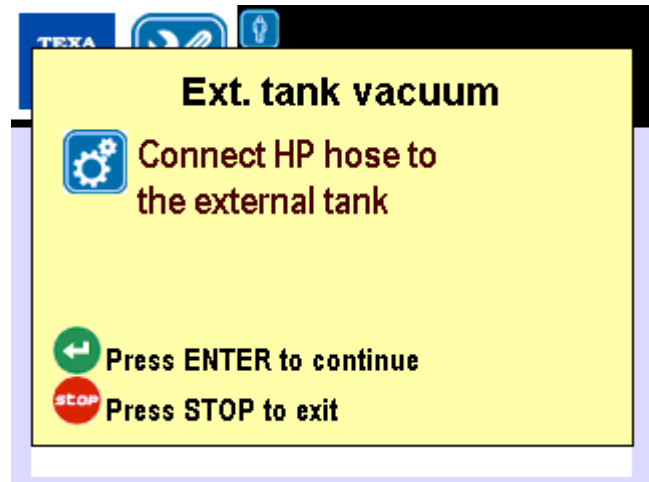 TEXA
Ext. tank vacuum
Connect HP hose to
the external tank
Press ENTER to continue
stop
Press STOP to exit